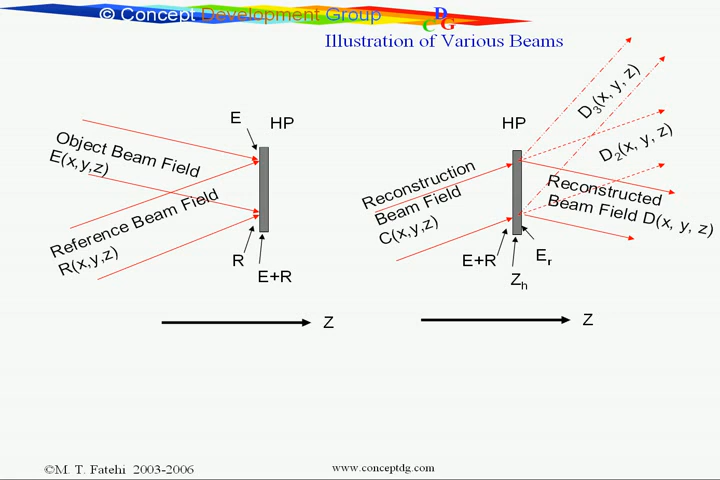 © Concept Development Group
CDG
Illustration of Various Beams
E
HP
Object Beam Field
E(x,y,z)
Reference Beam Field
R(x,y,z)
R
E+R
Z
HP
D₃(x, y, z)
D₂(x, y, z)
Reconstruction
Beam Field
C(x,y,z)
Reconstructed
Beam Field D(x, y, z)
E+R
Eᵣ
Zₕ
Z
©M. T. Fatehi 2003-2006
www.conceptdg.com